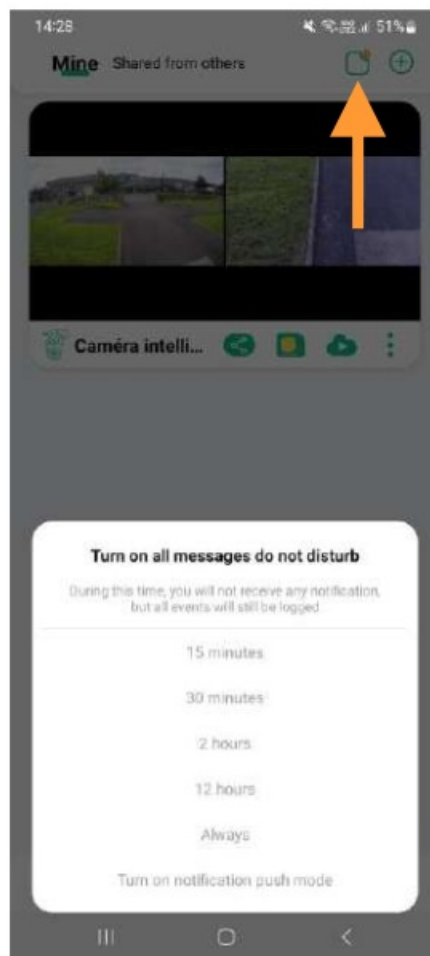 14:28 51%
Mine Shared from others
Caméra intelli...
Turn on all messages do not disturb
During this time, you will not receive any notification,
but all events will still be logged
15 minutes
30 minutes
2 hours
12 hours
Always
Turn on notification push mode